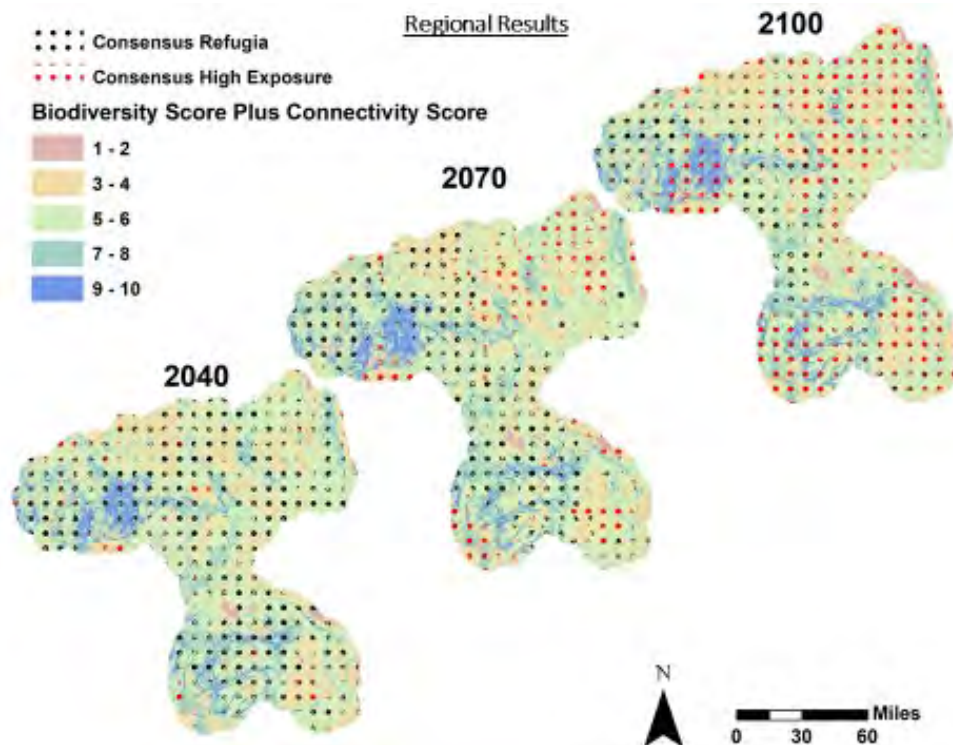 Regional Results
2100
Consensus Refugia
Consensus High Exposure
Biodiversity Score Plus Connectivity Score
1 - 2
3 - 4
5 - 6
7 - 8
9 - 10
2070
2040
N
Miles
0 30 60